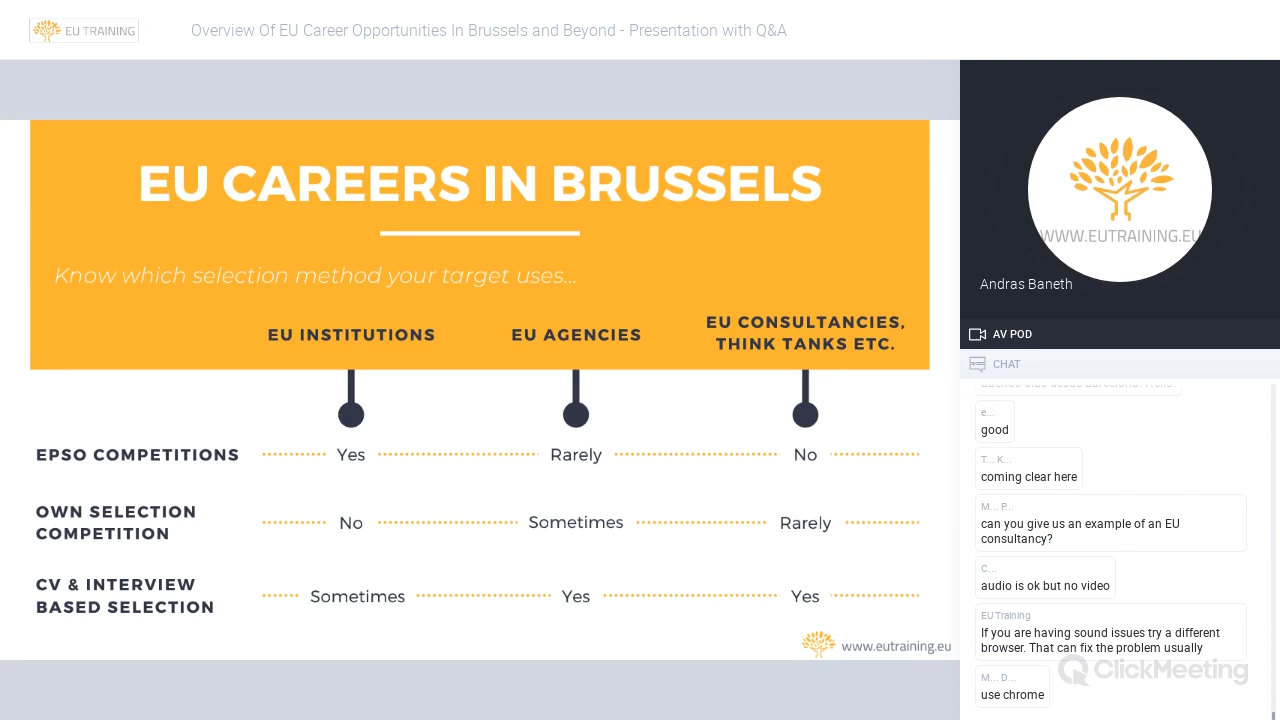 EU TRAINING
Overview Of EU Career Opportunities In Brussels and Beyond - Presentation with Q&A
EU CAREERS IN BRUSSELS
Know which selection method your target uses...
EU INSTITUTIONS
EU AGENCIES
EU CONSULTANCIES,
THINK TANKS ETC.
EPSO COMPETITIONS
Yes
Rarely
No
OWN SELECTION
COMPETITION
No
Sometimes
Rarely
CV & INTERVIEW
BASED SELECTION
Sometimes
Yes
Yes
www.eutraining.eu
WWW.EUTRAINING.EU
Andras Baneth
AV POD
CHAT
e...
good
T... K...
coming clear here
M... P...
can you give us an example of an EU
consultancy?
C...
audio is ok but no video
EU Training
If you are having sound issues try a different
browser. That can fix the problem usually
M... D...
use chrome
ClickMeeting